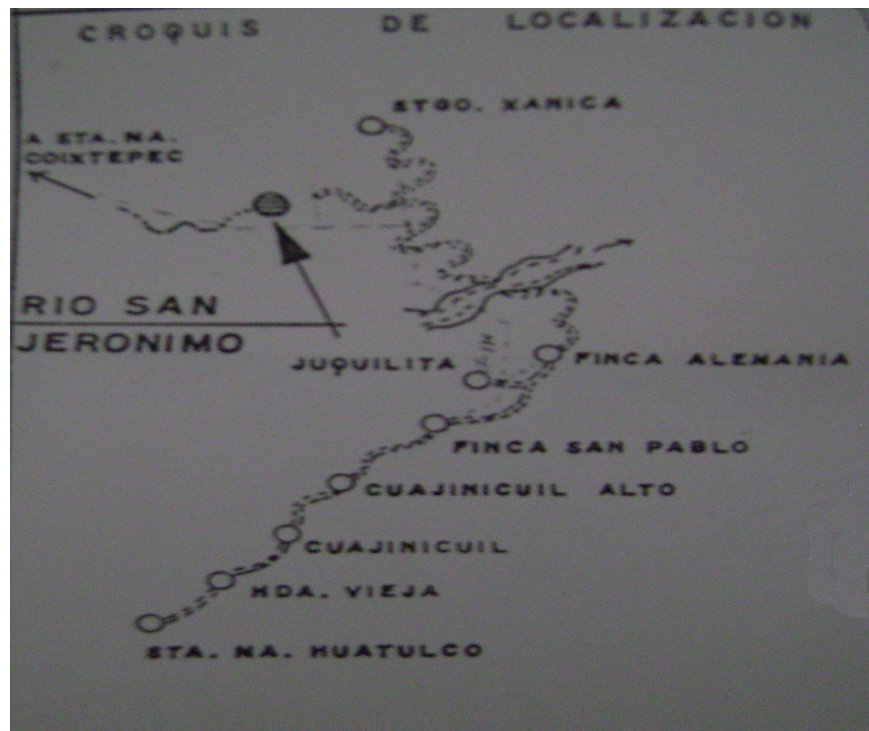 CROQUIS DE LOCALIZACION
STGO. XANICA
A STA. MA.
COIXTEPEC
RIO SAN
JERONIMO
JUQUILITA
FINCA ALEMANIA
FINCA SAN PABLO
CUAJINICUIL ALTO
CUAJINICUIL
HDA. VIEJA
STA. MA. HUATULCO